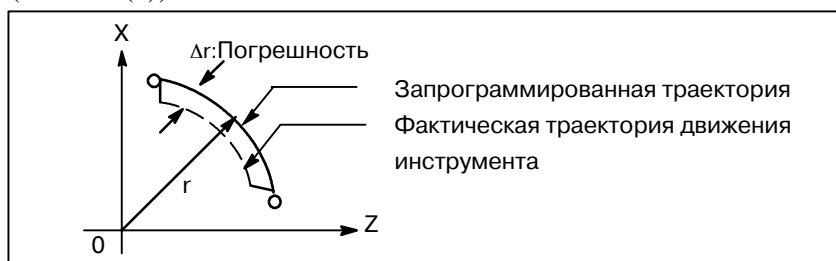 X
Δr:Погрешность
Запрограммированная траектория
Фактическая траектория движения
инструмента
r
Z
0